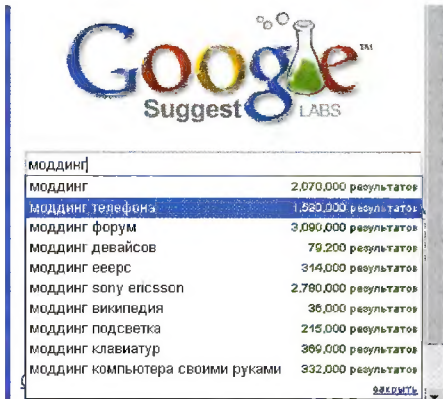 Google™
Suggest LABS
моддинг
моддинг 2,070,000 результатов
моддинг телефона 1,530,000 результатов
моддинг форум 3,090,000 результатов
моддинг девайсов 79,200 результатов
моддинг eeepc 314,000 результатов
моддинг sony ericsson 2,780,000 результатов
моддинг википедия 36,000 результатов
моддинг подсветка 215,000 результатов
моддинг клавиатур 369,000 результатов
моддинг компьютера своими руками 332,000 результатов
закрыть